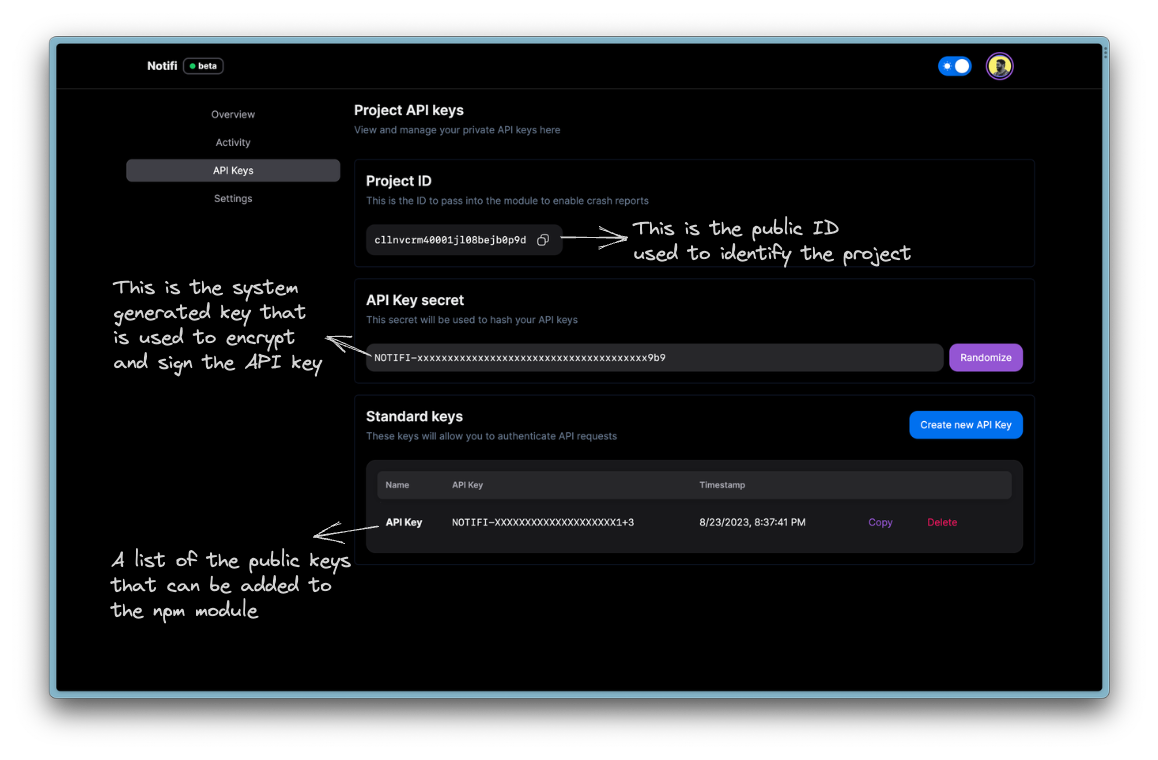 Notifi
beta
Overview
Activity
API Keys
Settings
Project API keys
View and manage your private API keys here
Project ID
This is the ID to pass into the module to enable crash reports
cllnvcrm40001jl08bejb0p9d
This is the public ID
used to identify the project
API Key secret
This secret will be used to hash your API keys
NOTIFI-xxxxxxxxxxxxxxxxxxxxxxxxxxxxxxxxxxxxxx9b9
Randomize
This is the system
generated key that
is used to encrypt
and sign the API key
Standard keys
These keys will allow you to authenticate API requests
Create new API Key
Name API Key Timestamp
API Key NOTIFI-XXXXXXXXXXXXXXXXXXXX1+3 8/23/2023, 8:37:41 PM Copy Delete
A list of the public keys
that can be added to
the npm module